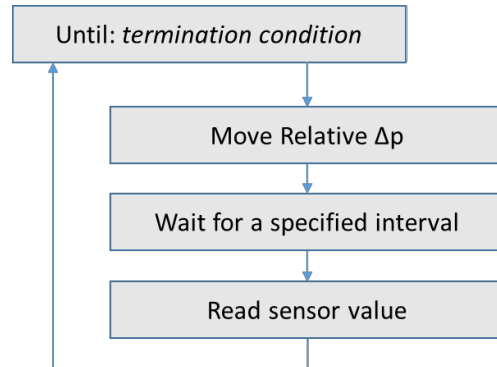 Until: termination condition
Move Relative Δp
Wait for a specified interval
Read sensor value